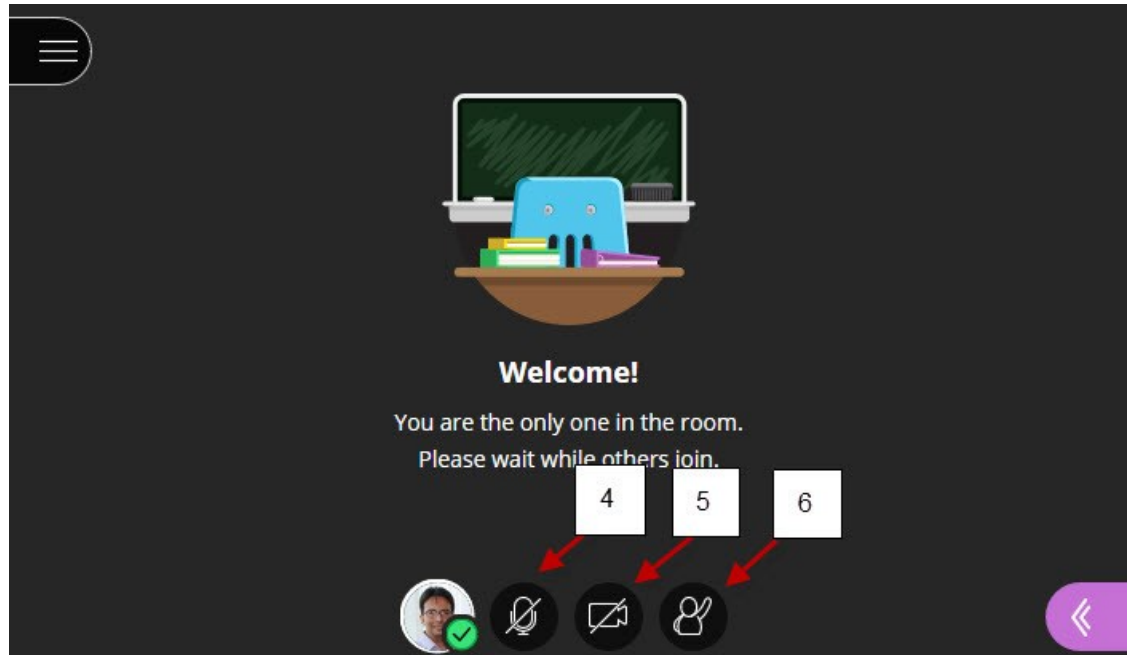 Welcome!
You are the only one in the room.
Please wait while others join.
4
5
6